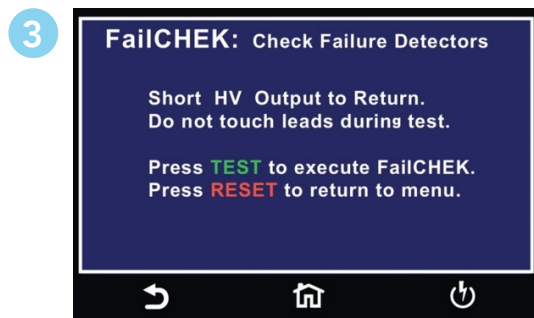 3
FailCHEK: Check Failure Detectors
Short HV Output to Return.
Do not touch leads during test.
Press TEST to execute FailCHEK.
Press RESET to return to menu.